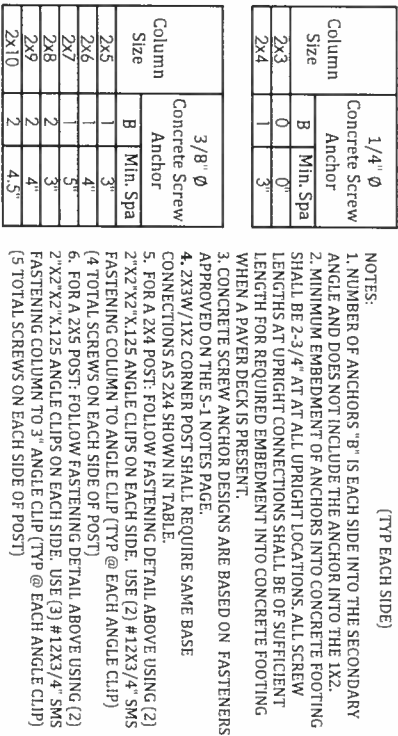 (TYP EACH SIDE)
1/4" Ø
Column Size
Concrete Screw Anchor
B
Min. Spa
2x3 0 0"
2x4 1 3"
3/8" Ø
Column Size
Concrete Screw Anchor
B
Min. Spa
2x5 1 3"
2x6 1 4"
2x7 1 5"
2x8 2 3"
2x9 2 4"
2x10 2 4.5"
NOTES:
1. NUMBER OF ANCHORS "B" IS EACH SIDE INTO THE SECONDARY
ANGLE AND DOES NOT INCLUDE THE ANCHOR INTO THE 1X2.
2. MINIMUM EMBEDMENT OF ANCHORS INTO CONCRETE FOOTING
SHALL BE 2-3/4" AT AT ALL UPRIGHT LOCATIONS, ALL SCREW
LENGTHS AT UPRIGHT CONNECTIONS SHALL BE OF SUFFICIENT
LENGTH FOR REQUIRED EMBEDMENT INTO CONCRETE FOOTING
WHEN A PAVER DECK IS PRESENT.
3. CONCRETE SCREW ANCHOR DESIGNS ARE BASED ON FASTENERS
APPROVED ON THE S-1 NOTES PAGE.
4. 2X3W/1X2 CORNER POST SHALL REQUIRE SAME BASE
CONNECTIONS AS 2X4 SHOWN IN TABLE.
5. FOR A 2X4 POST: FOLLOW FASTENING DETAIL ABOVE USING (2)
2"X2"X2"X.125 ANGLE CLIPS ON EACH SIDE. USE (2) #12X3/4" SMS
FASTENING COLUMN TO ANGLE CLIP (TYP @ EACH ANGLE CLIP)
(4 TOTAL SCREWS ON EACH SIDE OF POST)
6. FOR A 2X5 POST: FOLLOW FASTENING DETAIL ABOVE USING (2)
2"X2"X2"X.125 ANGLE CLIPS ON EACH SIDE. USE (3) #12X3/4" SMS
FASTENING COLUMN TO 3" ANGLE CLIP (TYP @ EACH ANGLE CLIP)
(5 TOTAL SCREWS ON EACH SIDE OF POST)